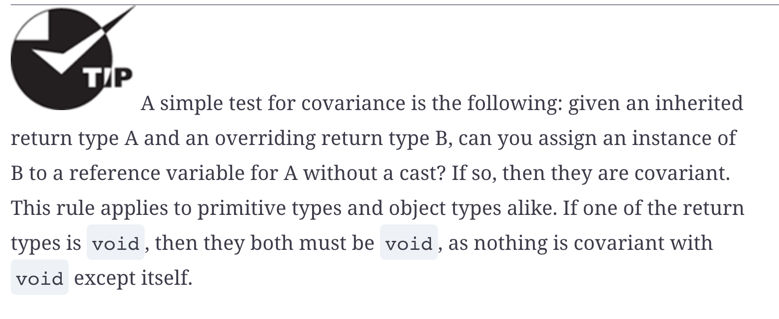 TIP
A simple test for covariance is the following: given an inherited
return type A and an overriding return type B, can you assign an instance of
B to a reference variable for A without a cast? If so, then they are covariant.
This rule applies to primitive types and object types alike. If one of the return
types is void, then they both must be void, as nothing is covariant with
void except itself.